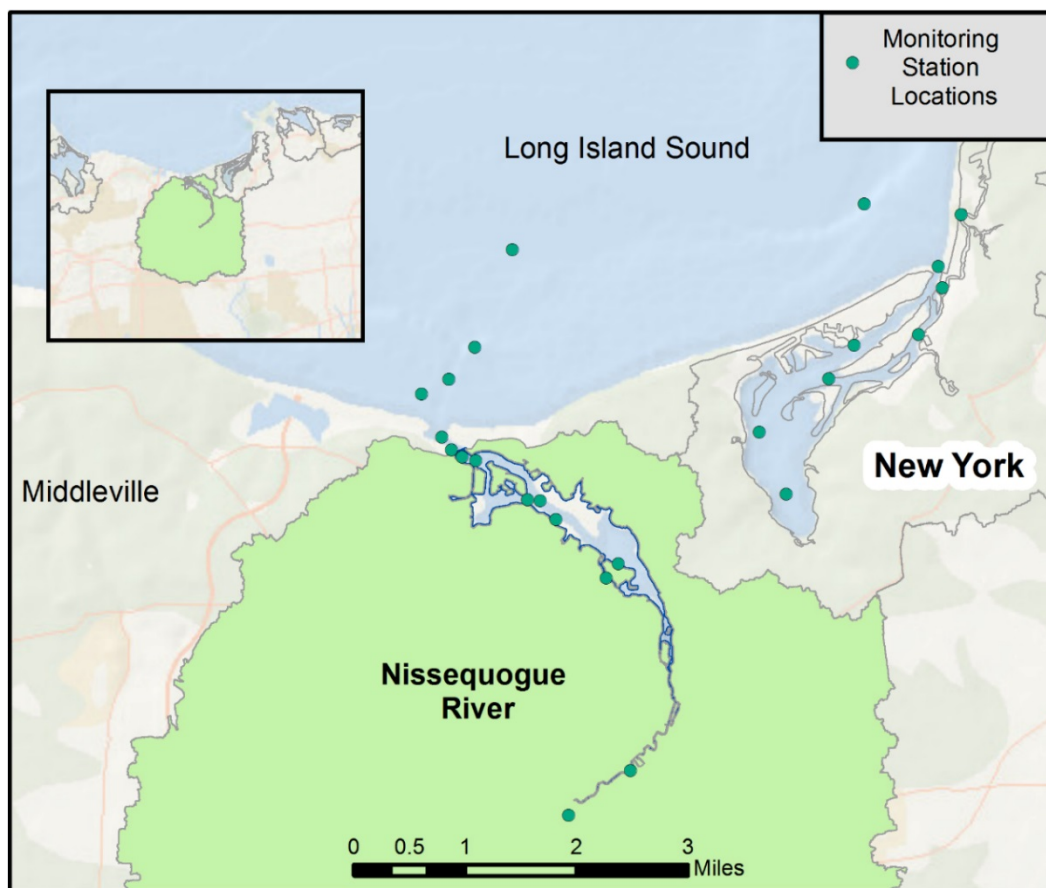 Monitoring
Station
Locations
Long Island Sound
New York
Middleville
Nissequogue
River
0 0.5 1 2 3
Miles